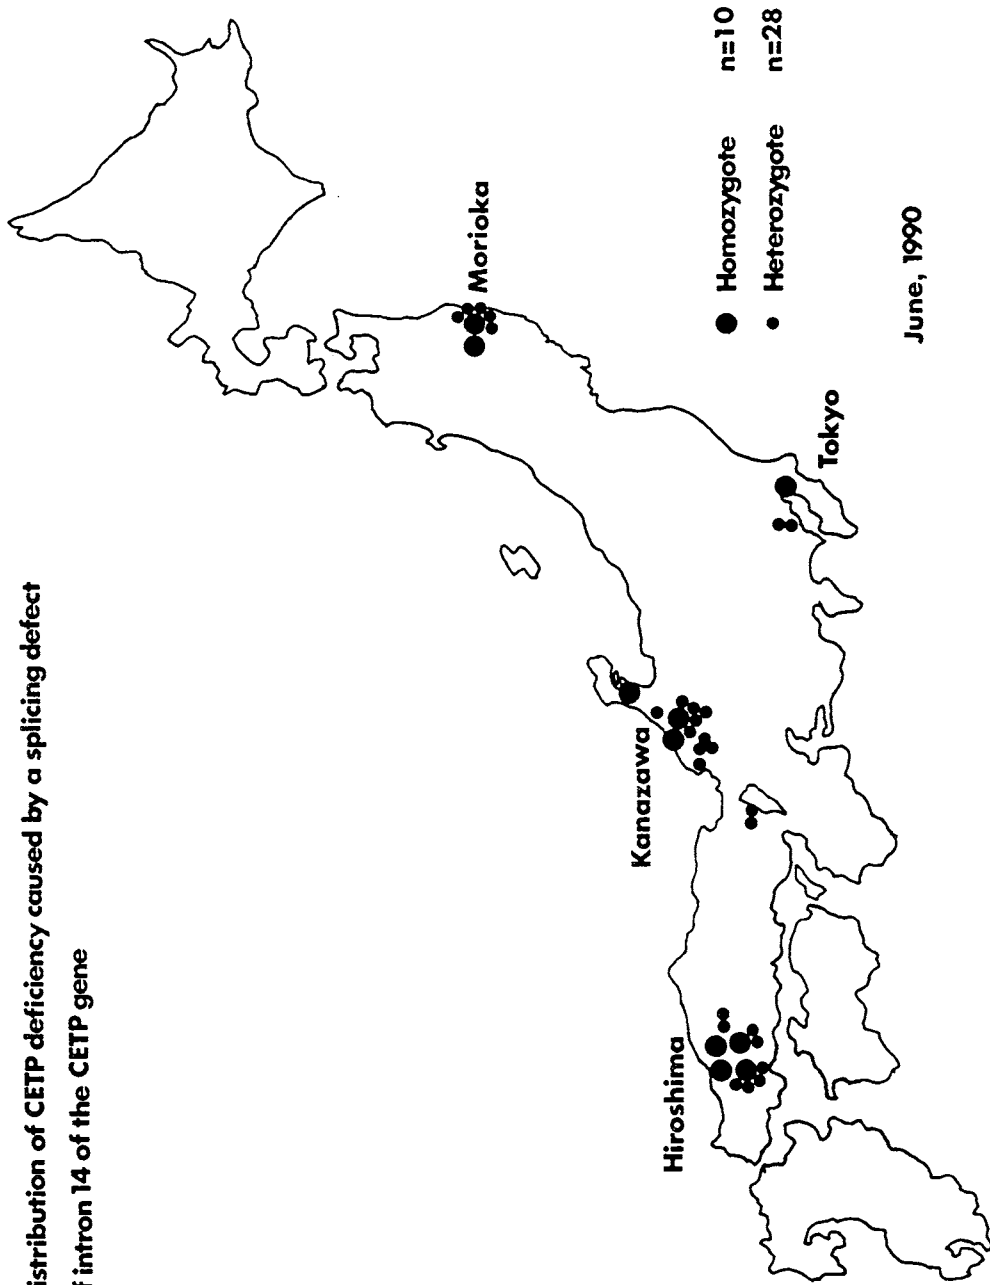 istribution of CETP deficiency caused by a splicing defect
f intron 14 of the CETP gene
Morioka
Kanazawa
Tokyo
Hiroshima
Homozygote n=10
Heterozygote n=28
June, 1990